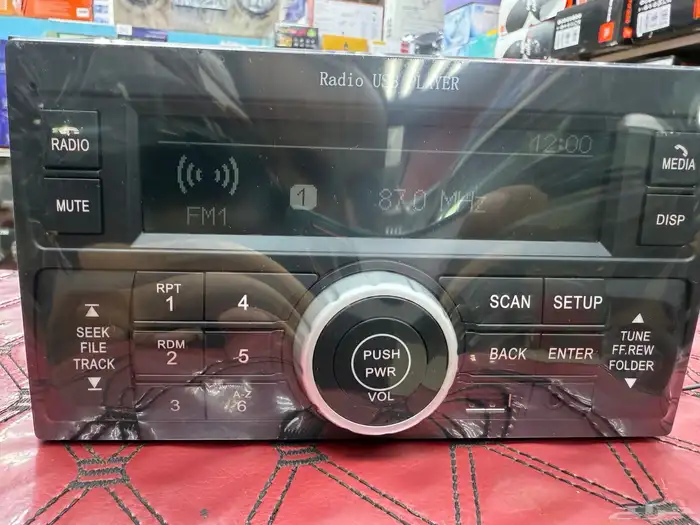 Radio USB PLAYER
RADIO
MUTE
12:00
FM1
1
87.0 MHz
MEDIA
DISP
SEEK
FILE
TRACK
RPT
1
4
RDM
2
5
3
A-Z
6
PUSH
PWR
VOL
SCAN
SETUP
BACK
ENTER
TUNE
FF.REW
FOLDER
JBL